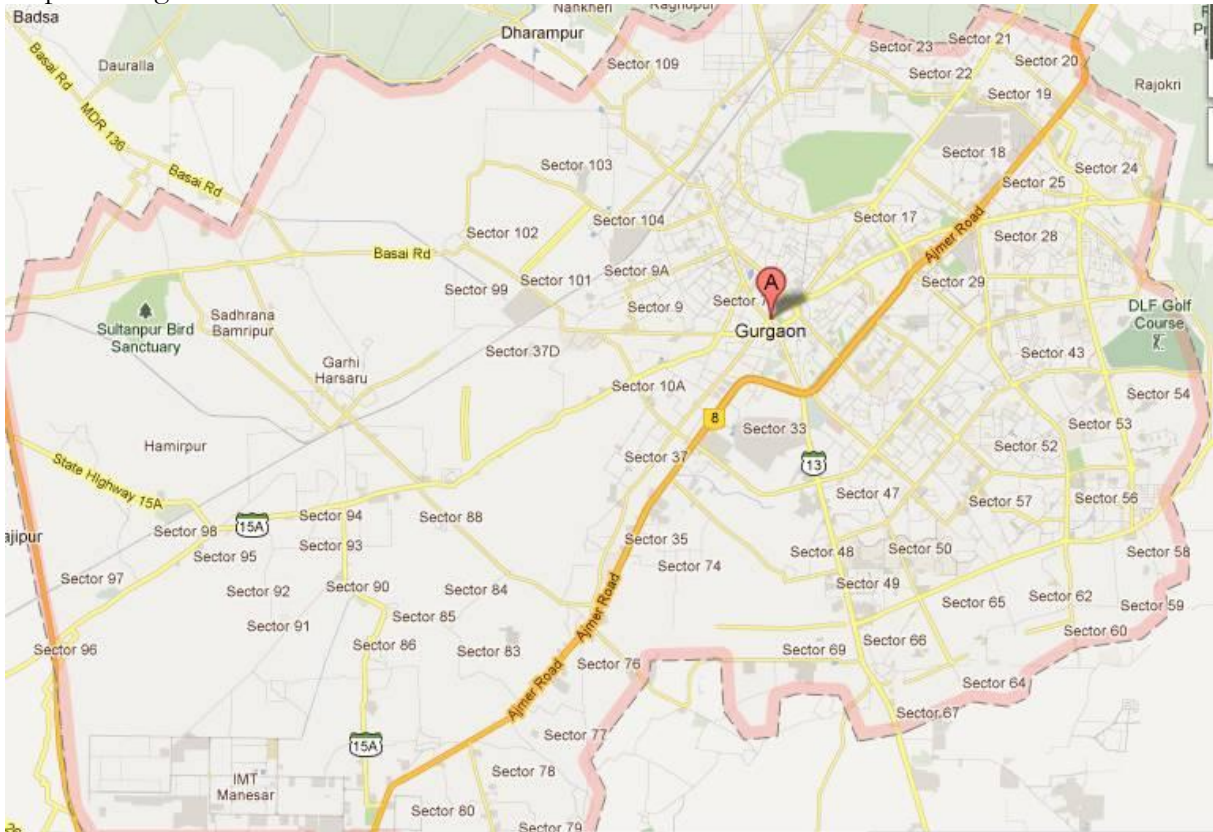 Badsa
Nankheri
Dharampur
Sector 23
Sector 21
Sector 20
Dauralla
Basai Rd
Sector 109
Sector 22
Sector 19
Rajokri
MDR 136
Sector 103
Sector 18
Sector 24
Basai Rd
Sector 25
Sector 104
Sector 17
Ajmer Road
Sector 102
Sector 28
Basai Rd
Sector 9A
Sector 101
A
Sector 99
Sector 9
Sector 7
Sector 29
Sultanpur Bird
Sanctuary
Sadhrana
Bamripur
Gurgaon
DLF Golf
Course
Garhi
Harsaru
Sector 37D
Sector 43
Sector 10A
Sector 54
8
Sector 33
Sector 53
Hamirpur
Sector 52
Sector 37
13
State Highway 15A
Sector 47
Sector 57
Sector 56
Sector 94
Sector 88
15A
Sector 98
ajipur
Sector 35
Sector 93
Sector 95
Sector 48
Sector 50
Sector 58
Sector 74
Sector 97
Sector 92
Sector 90
Sector 84
Sector 49
Sector 62
Sector 65
Sector 59
Ajmer Road
Sector 85
Sector 91
Sector 60
Sector 86
Sector 83
Sector 66
Sector 96
Sector 69
Sector 76
Ajmer Road
Sector 64
Sector 67
Sector 77
15A
Sector 78
IMT
Manesar
Sector 80
Sector 79